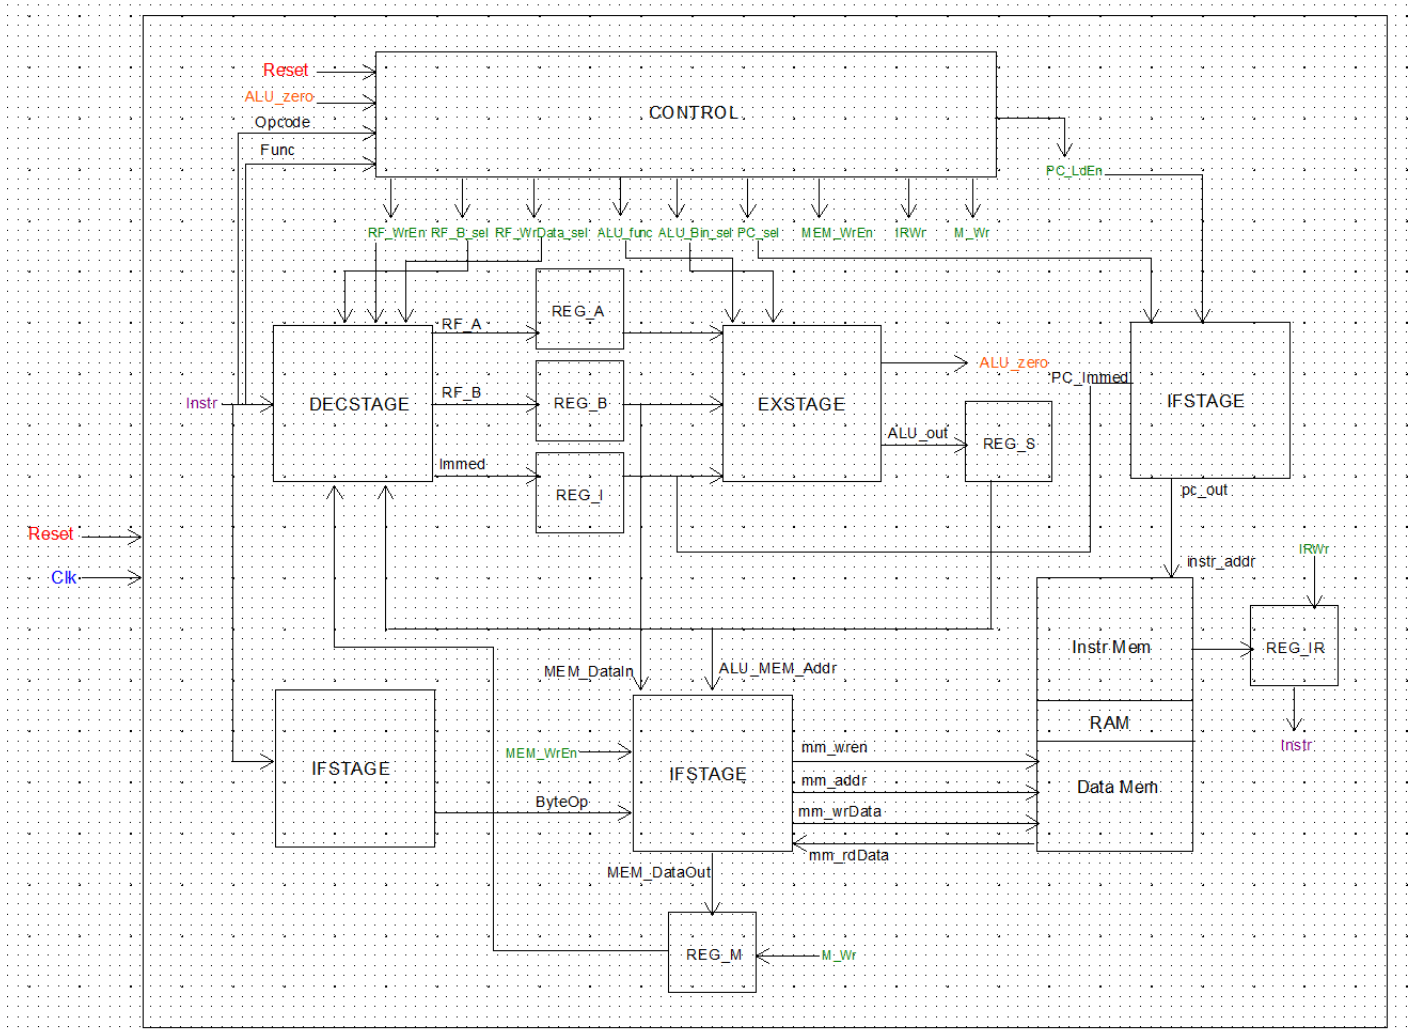 Reset
ALU_zero
Opcode
Func
CONTROL
PC_LdEn
RF_WrEn RF_B_sel RF_WrData_sel ALU_func ALU_Bin_sel PC_sel MEM_WrEn IRWr M_Wr
REG_A
RF_A
ALU_zero
PC_Immed
Instr
DECSTAGE
RF_B
REG_B
EXSTAGE
IFSTAGE
ALU_out
REG_S
Immed
REG_I
pc_out
Reset
Clk
instr_addr
IRWr
Instr Mem
REG_IR
MEM_DataIn
ALU_MEM_Addr
RAM
Instr
IFSTAGE
MEM_WrEn
IFSTAGE
mm_wren
mm_addr
Data Mem
ByteOp
mm_wrData
mm_rdData
MEM_DataOut
REG_M
M_Wr